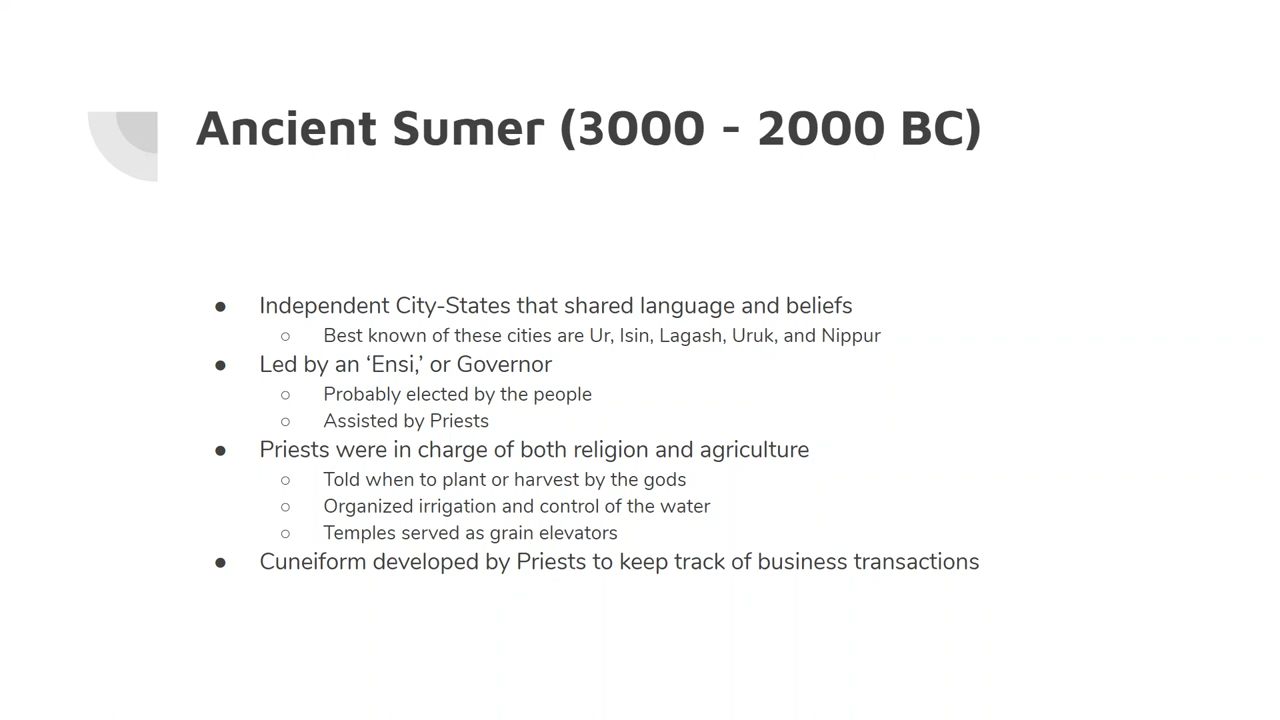 Ancient Sumer (3000 - 2000 BC)
● Independent City-States that shared language and beliefs
○ Best known of these cities are Ur, Isin, Lagash, Uruk, and Nippur
● Led by an ‘Ensi,’ or Governor
○ Probably elected by the people
○ Assisted by Priests
● Priests were in charge of both religion and agriculture
○ Told when to plant or harvest by the gods
○ Organized irrigation and control of the water
○ Temples served as grain elevators
● Cuneiform developed by Priests to keep track of business transactions